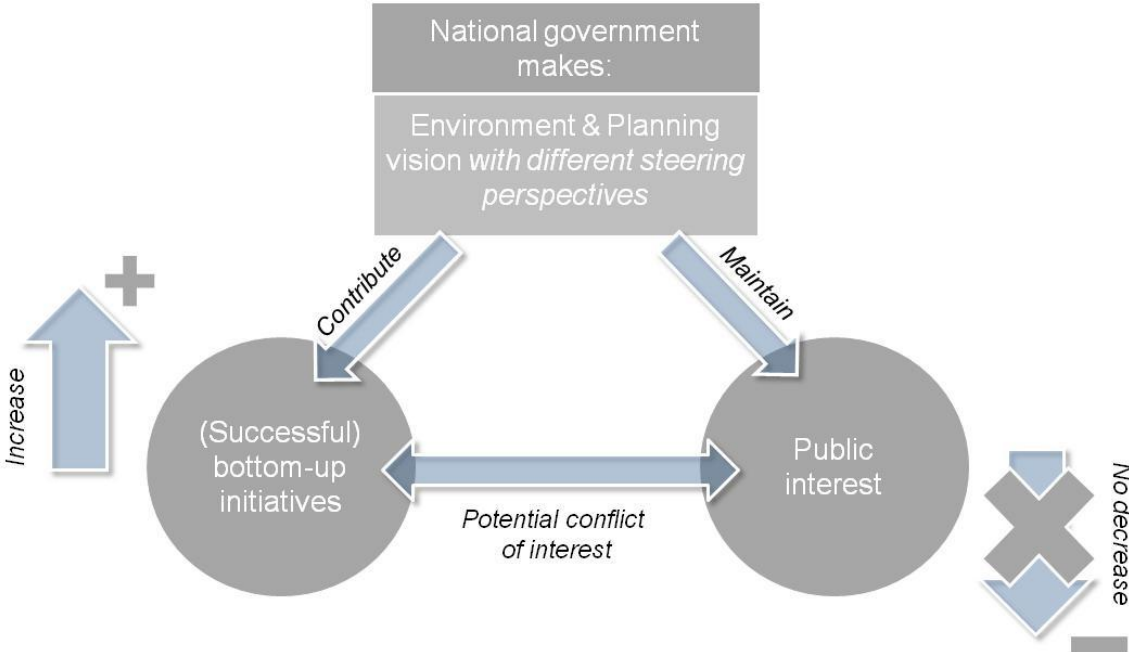 National government
makes:
Environment & Planning
vision with different steering
perspectives
Contribute
Maintain
Increase
(Successful)
bottom-up
initiatives
Potential conflict
of interest
Public
interest
No decrease